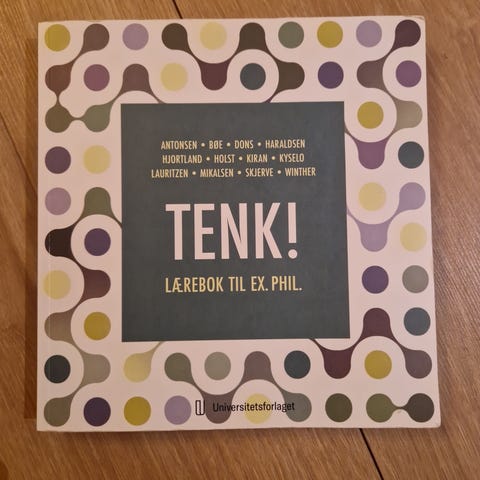 ANTONSEN • BØE • DONS • HARALDSEN
HJORTLAND • HOLST • KIRAN • KYSELO
LAURITZEN • MIKALSEN • SKJERVE • WINTHER
TENK!
LÆREBOK TIL EX. PHIL.
Universitetsforlaget